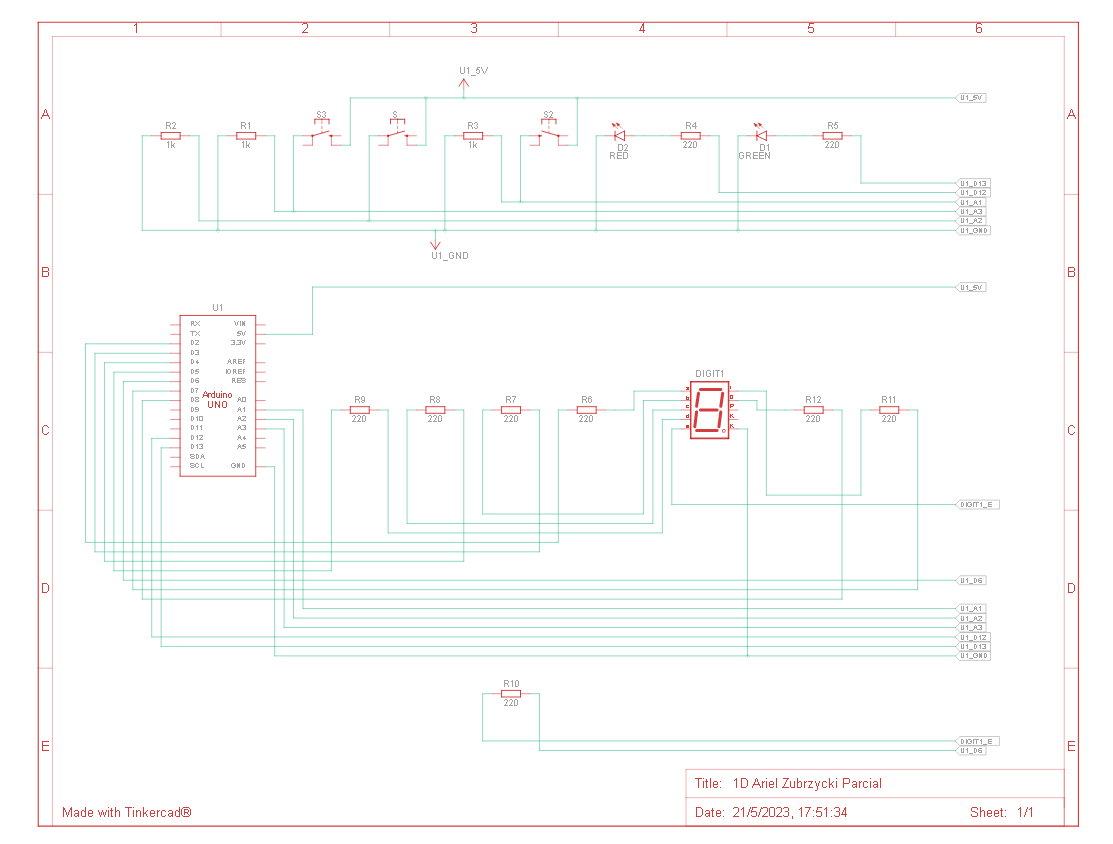 1 2 3 4 5 6
U1_5V
U1_5V
A A
S3 S S2
R2 R1 R3 R4 R5
1k 1k 1k 220 220
D2 D1
RED GREEN
U1_D13
U1_D12
U1_A1
U1_A3
U1_A2
U1_GND
U1_GND
B B
U1_5V
U1
RX VIN
TX 5V
D2 3.3V
D3
D4 AREF
D5 IOREF
D6 RES
D7
D8 A0
D9 A1
D10 A2
D11 A3
D12 A4
D13 A5
SDA
SCL GND
Arduino
UNO
DIGIT1
R9 R8 R7 R6 R12 R11
220 220 220 220 220 220
a
b
c
d
e
f
g
P
K
K
C C
DIGIT1_E
U1_D6
D D
U1_A1
U1_A2
U1_A3
U1_D12
U1_D13
U1_GND
R10
220
DIGIT1_E
U1_D6
E E
Title: 1D Ariel Zubrzycki Parcial
Made with Tinkercad®
Date: 21/5/2023, 17:51:34 Sheet: 1/1